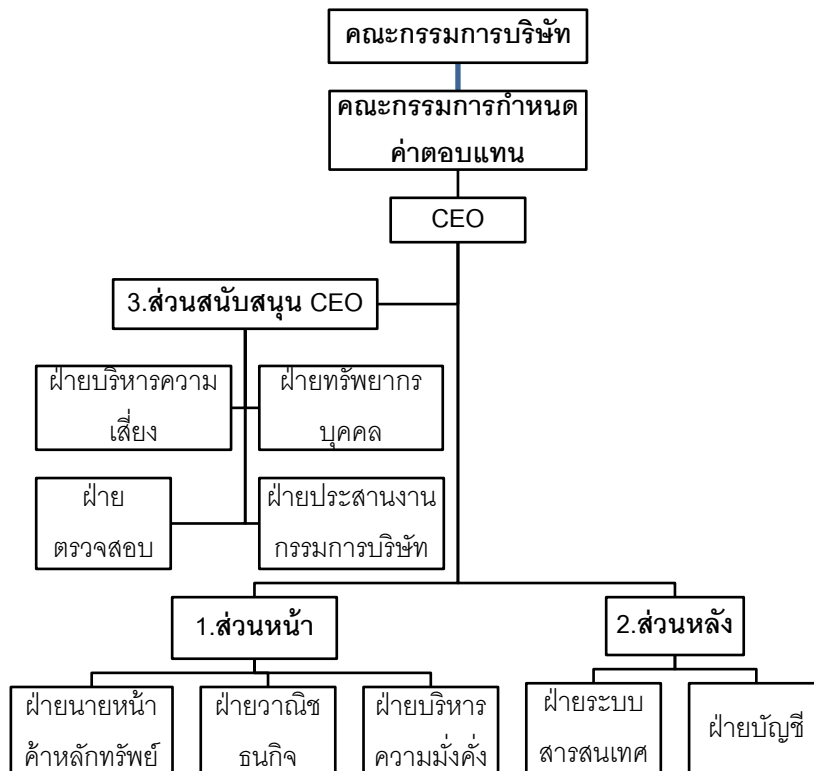 คณะกรรมการบริษัท
คณะกรรมการกำหนด
ค่าตอบแทน
CEO
3.ส่วนสนับสนุน CEO
ฝ่ายบริหารความ
เสี่ยง
ฝ่ายทรัพยากร
บุคคล
ฝ่าย
ตรวจสอบ
ฝ่ายประสานงาน
กรรมการบริษัท
1.ส่วนหน้า
2.ส่วนหลัง
ฝ่ายนายหน้า
ค้าหลักทรัพย์
ฝ่ายวาณิช
ธนกิจ
ฝ่ายบริหาร
ความมั่งคั่ง
ฝ่ายระบบ
สารสนเทศ
ฝ่ายบัญชี